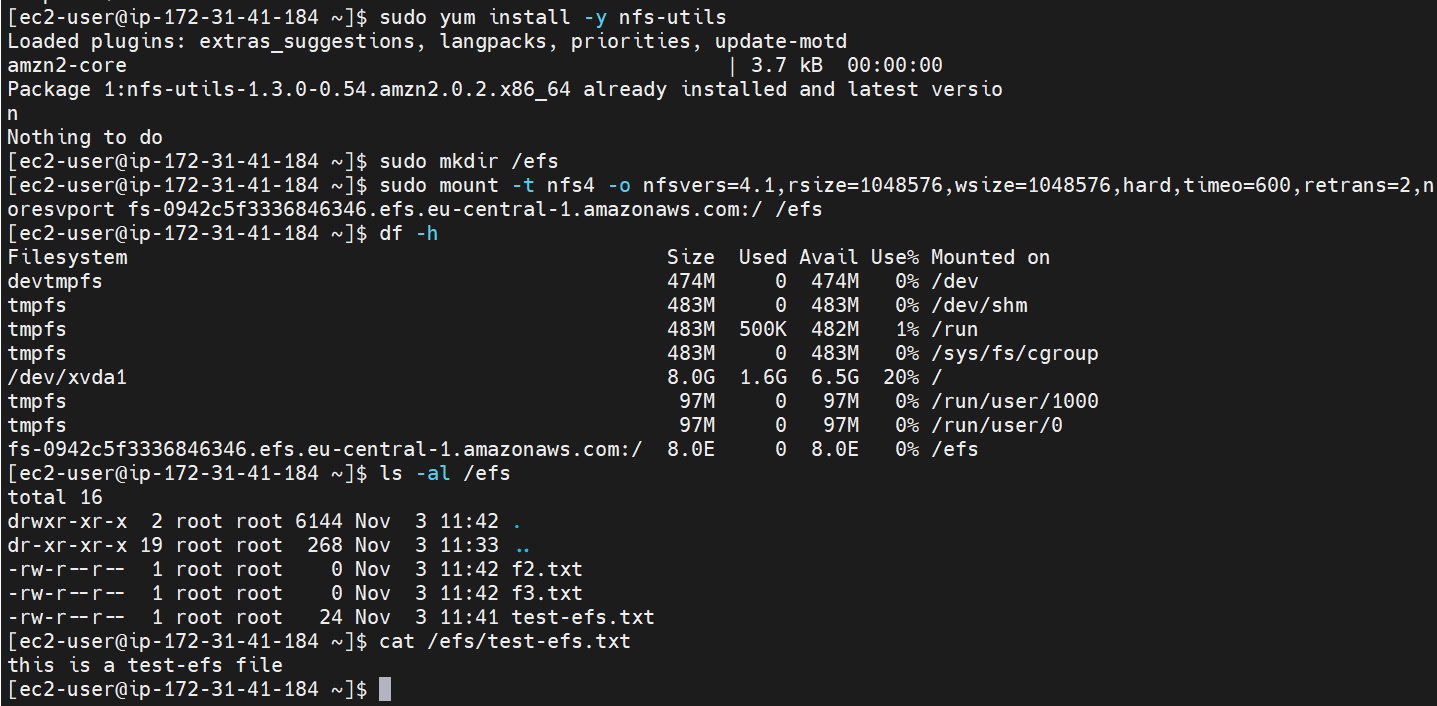 [ec2-user@ip-172-31-41-184 ~]$ sudo yum install -y nfs-utils
Loaded plugins: extras_suggestions, langpacks, priorities, update-motd
amzn2-core                                                  | 3.7 kB  00:00:00
Package 1:nfs-utils-1.3.0-0.54.amzn2.0.2.x86_64 already installed and latest versio
n
Nothing to do
[ec2-user@ip-172-31-41-184 ~]$ sudo mkdir /efs
[ec2-user@ip-172-31-41-184 ~]$ sudo mount -t nfs4 -o nfsvers=4.1,rsize=1048576,wsize=1048576,hard,timeo=600,retrans=2,n
oresvport fs-0942c5f3336846346.efs.eu-central-1.amazonaws.com:/ /efs
[ec2-user@ip-172-31-41-184 ~]$ df -h
Filesystem                                             Size  Used Avail Use% Mounted on
devtmpfs                                               474M     0  474M   0% /dev
tmpfs                                                  483M     0  483M   0% /dev/shm
tmpfs                                                  483M  500K  482M   1% /run
tmpfs                                                  483M     0  483M   0% /sys/fs/cgroup
/dev/xvda1                                             8.0G  1.6G  6.5G  20% /
tmpfs                                                   97M     0   97M   0% /run/user/1000
tmpfs                                                   97M     0   97M   0% /run/user/0
fs-0942c5f3336846346.efs.eu-central-1.amazonaws.com:/  8.0E     0  8.0E   0% /efs
[ec2-user@ip-172-31-41-184 ~]$ ls -al /efs
total 16
drwxr-xr-x  2 root root 6144 Nov  3 11:42 .
dr-xr-xr-x 19 root root  268 Nov  3 11:33 ..
-rw-r--r--  1 root root    0 Nov  3 11:42 f2.txt
-rw-r--r--  1 root root    0 Nov  3 11:42 f3.txt
-rw-r--r--  1 root root   24 Nov  3 11:41 test-efs.txt
[ec2-user@ip-172-31-41-184 ~]$ cat /efs/test-efs.txt
this is a test-efs file
[ec2-user@ip-172-31-41-184 ~]$